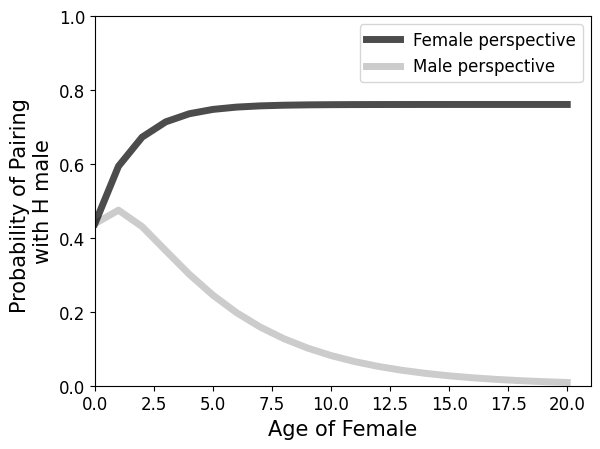 Female perspective
Male perspective
Probability of Pairing
with H male
1.0
0.8
0.6
0.4
0.2
0.0
0.0 2.5 5.0 7.5 10.0 12.5 15.0 17.5 20.0
Age of Female